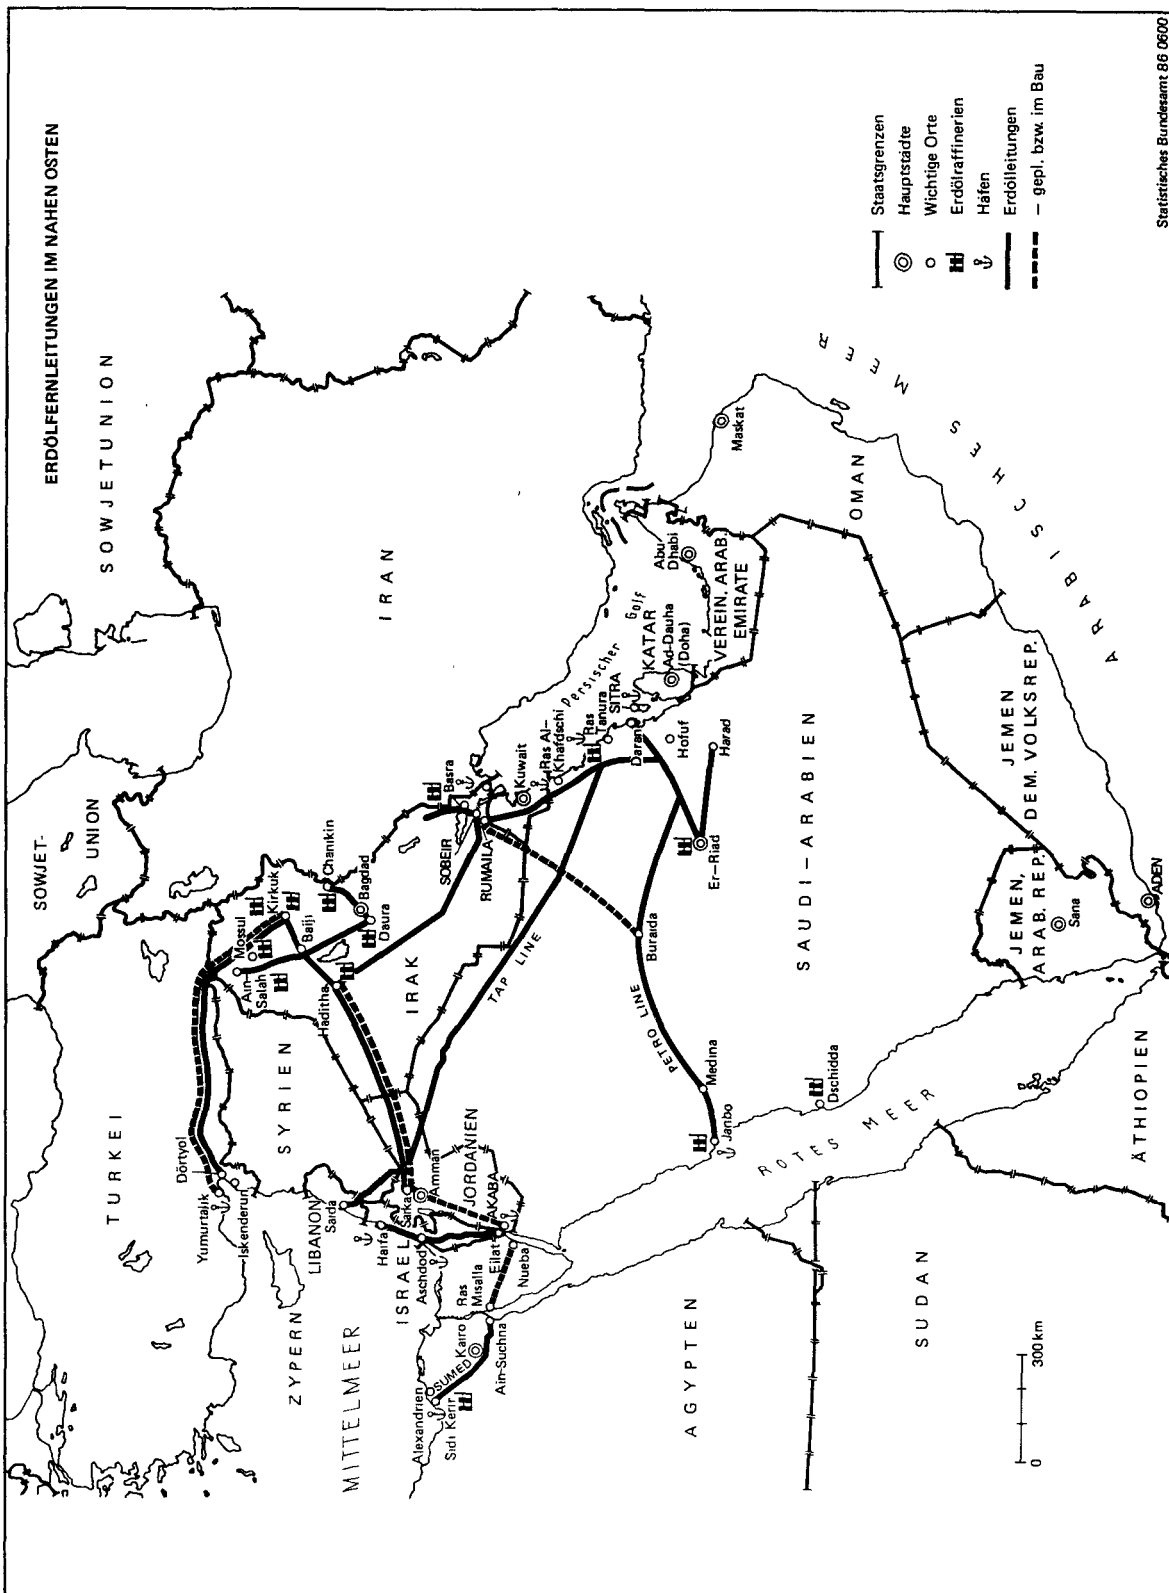 ERDÖLFERNLEITUNGEN IM NAHEN OSTEN
SOWJETUNION
SOWJET-
UNION
TURKEI
Dörtyol
Yumurtalık
Iskenderun
ZYPERN
MITTELMEER
SYRIEN
LIBANON
Saida
Haifa
ISRAEL
Aschdod
Sarka
Amman
JORDANIEN
AKABA
Eilat
Nueba
Ras
Misalla
Kairo
Ain-Suchna
SUMED
Alexandrien
Sidi Kerir
Mossul
Ain-
Salah
Kirkuk
Baiji
Chanikin
Bagdad
Daura
Haditha
IRAK
IRAN
SOBEIR
RUMAILA
Basra
Kuwait
Ras Al-
Khafdschi
Ras
Tanura
SITRA
Persischer Golf
KATAR
Ad-Dauha
(Doha)
Abu
Dhabi
VEREIN. ARAB.
EMIRATE
Maskat
OMAN
ARABISCHES MEER
Daran
Hofuf
Harad
Er-Riad
TAP LINE
Buraida
PETRO LINE
Medina
Janbo
Dschidda
SAUDI-ARABIEN
ROTES MEER
JEMEN
DEM. VOLKSREP.
JEMEN,
ARAB. REP.
Sana
ADEN
AGYPTEN
SUDAN
ÄTHIOPIEN
0 300 km
Staatsgrenzen
Hauptstädte
Wichtige Orte
Erdölraffinerien
Häfen
Erdölleitungen
– gepl. bzw. im Bau
Statistisches Bundesamt 86 0600